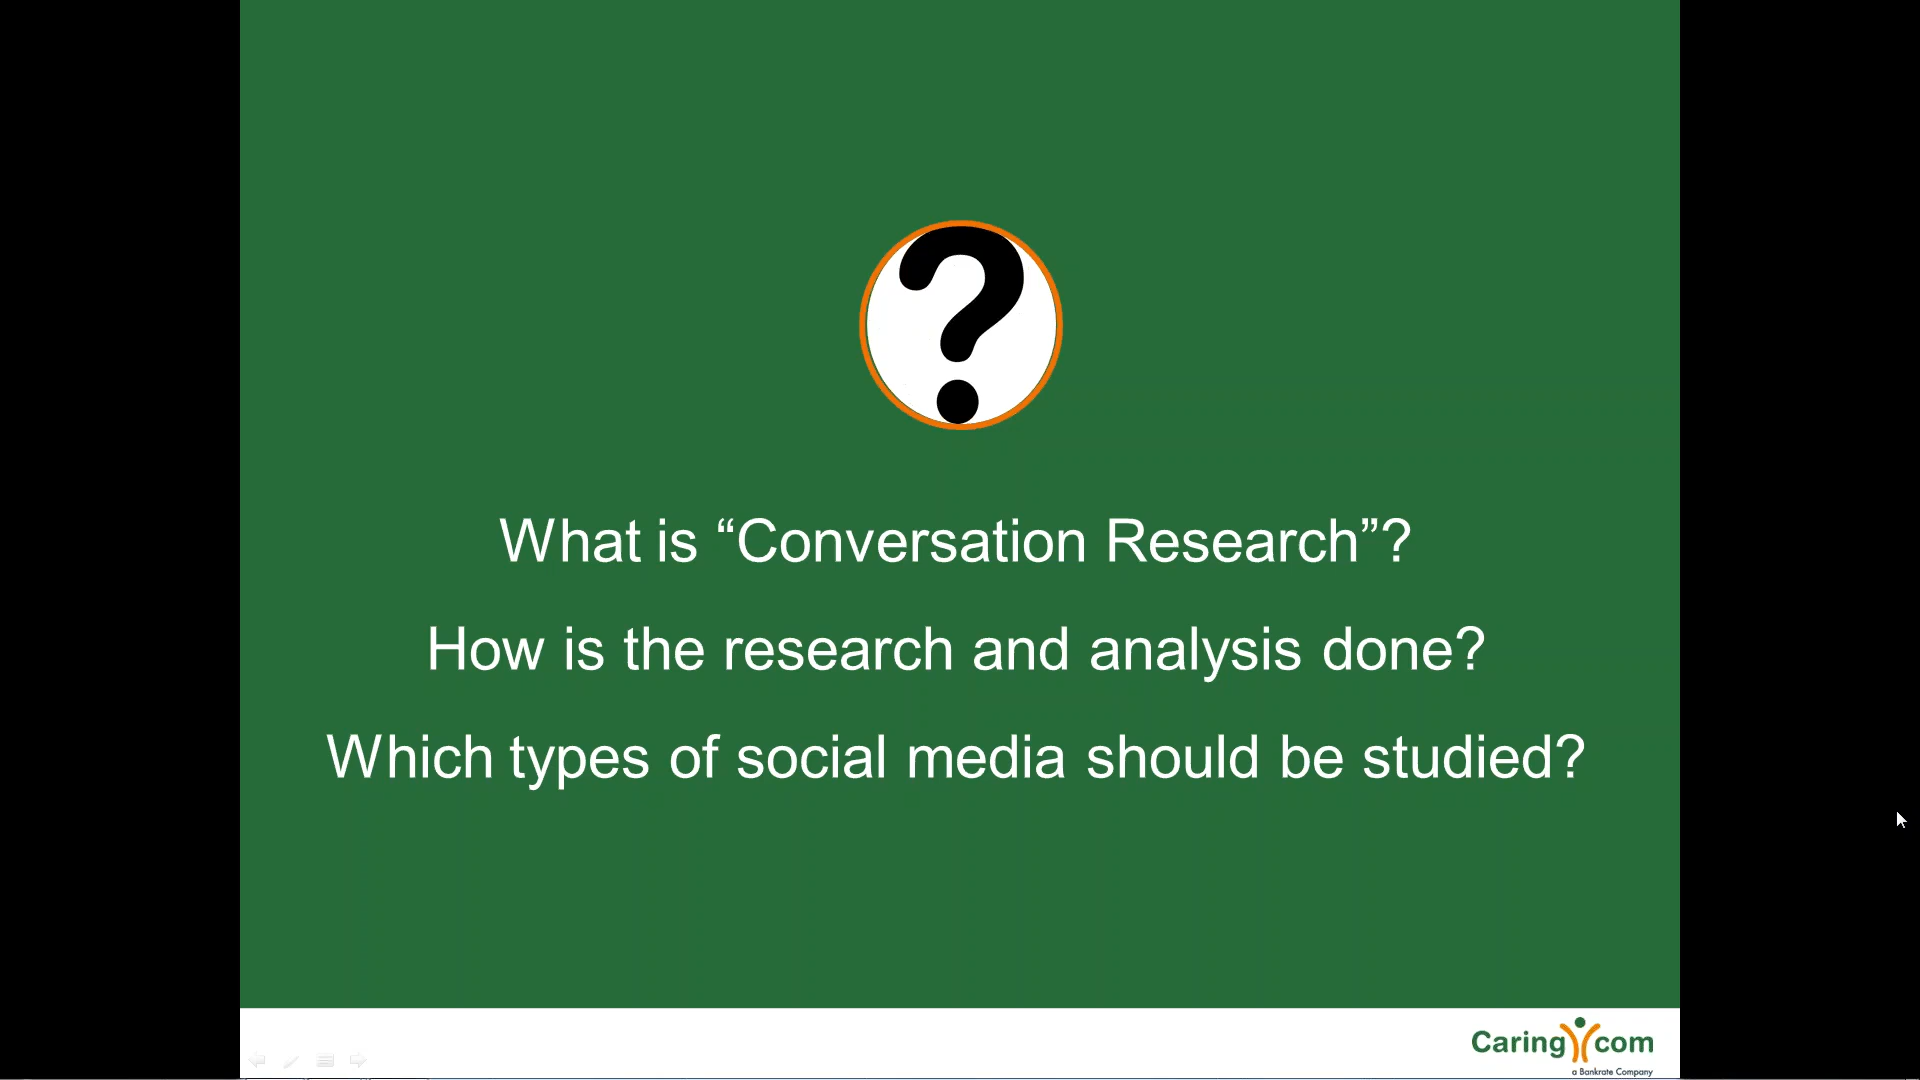 ?
What is “Conversation Research”?
How is the research and analysis done?
Which types of social media should be studied?
Caring com
a Bankrate Company